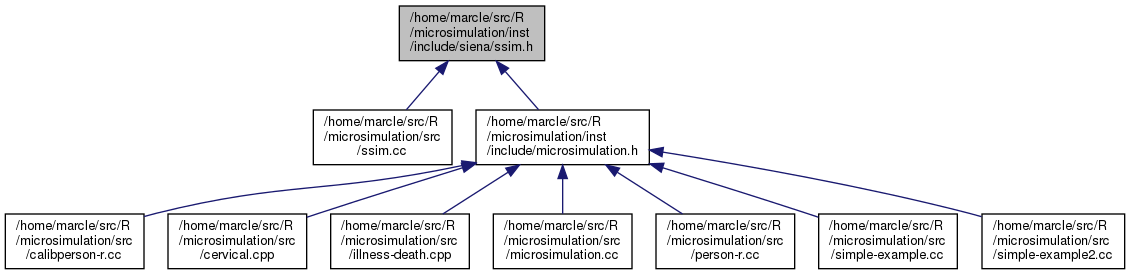 /home/marcle/src/R
/microsimulation/inst
/include/siena/ssim.h
/home/marcle/src/R
/microsimulation/src
/ssim.cc
/home/marcle/src/R
/microsimulation/inst
/include/microsimulation.h
/home/marcle/src/R
/microsimulation/src
/calibperson-r.cc
/home/marcle/src/R
/microsimulation/src
/cervical.cpp
/home/marcle/src/R
/microsimulation/src
/illness-death.cpp
/home/marcle/src/R
/microsimulation/src
/microsimulation.cc
/home/marcle/src/R
/microsimulation/src
/person-r.cc
/home/marcle/src/R
/microsimulation/src
/simple-example.cc
/home/marcle/src/R
/microsimulation/src
/simple-example2.cc